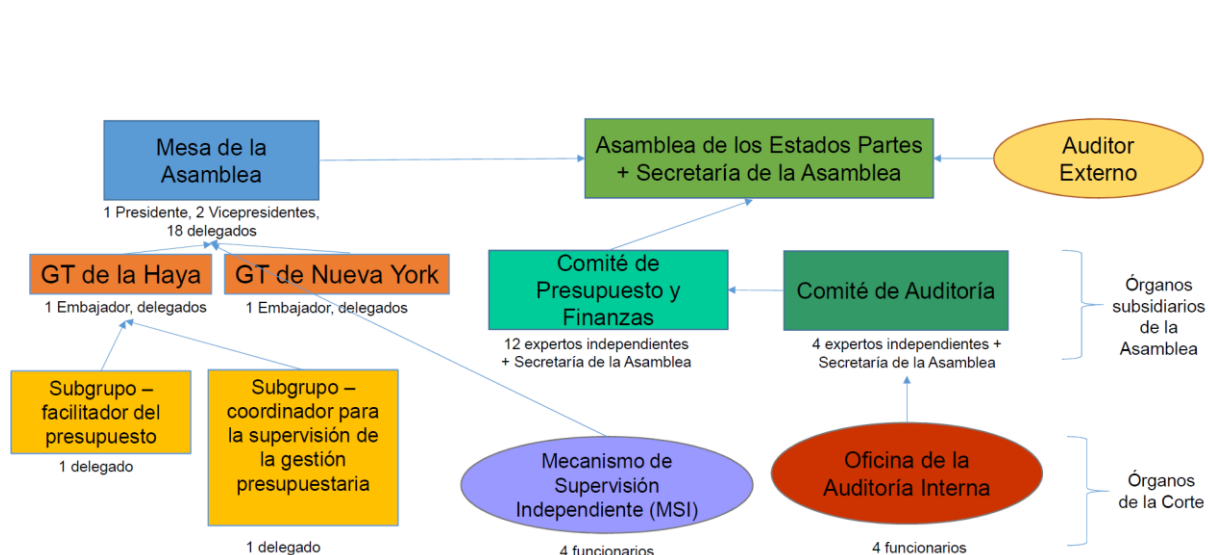 Mesa de la
Asamblea
Asamblea de los Estados Partes
+ Secretaría de la Asamblea
Auditor
Externo
1 Presidente, 2 Vicepresidentes,
18 delegados
GT de la Haya
GT de Nueva York
1 Embajador, delegados
1 Embajador, delegados
Comité de
Presupuesto y
Finanzas
Comité de Auditoría
12 expertos independientes
+ Secretaría de la Asamblea
4 expertos independientes +
Secretaría de la Asamblea
Órganos
subsidiarios
de la
Asamblea
Subgrupo –
facilitador del
presupuesto
1 delegado
Subgrupo –
coordinador para
la supervisión de
la gestión
presupuestaria
1 delegado
Mecanismo de
Supervisión
Independiente (MSI)
4 funcionarios
Oficina de la
Auditoría Interna
4 funcionarios
Órganos
de la Corte